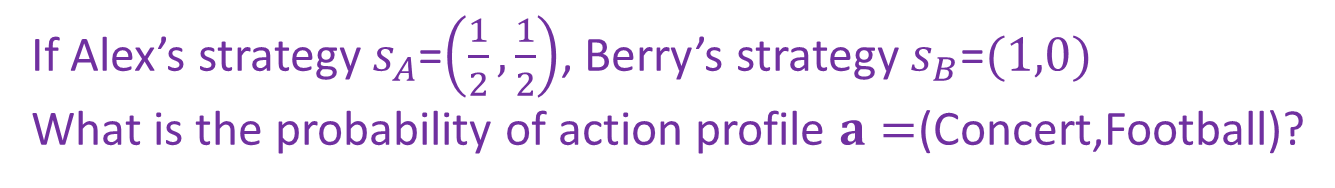 If Alex's strategy s_A=(1/2, 1/2), Berry's strategy s_B=(1,0)
What is the probability of action profile a =(Concert,Football)?